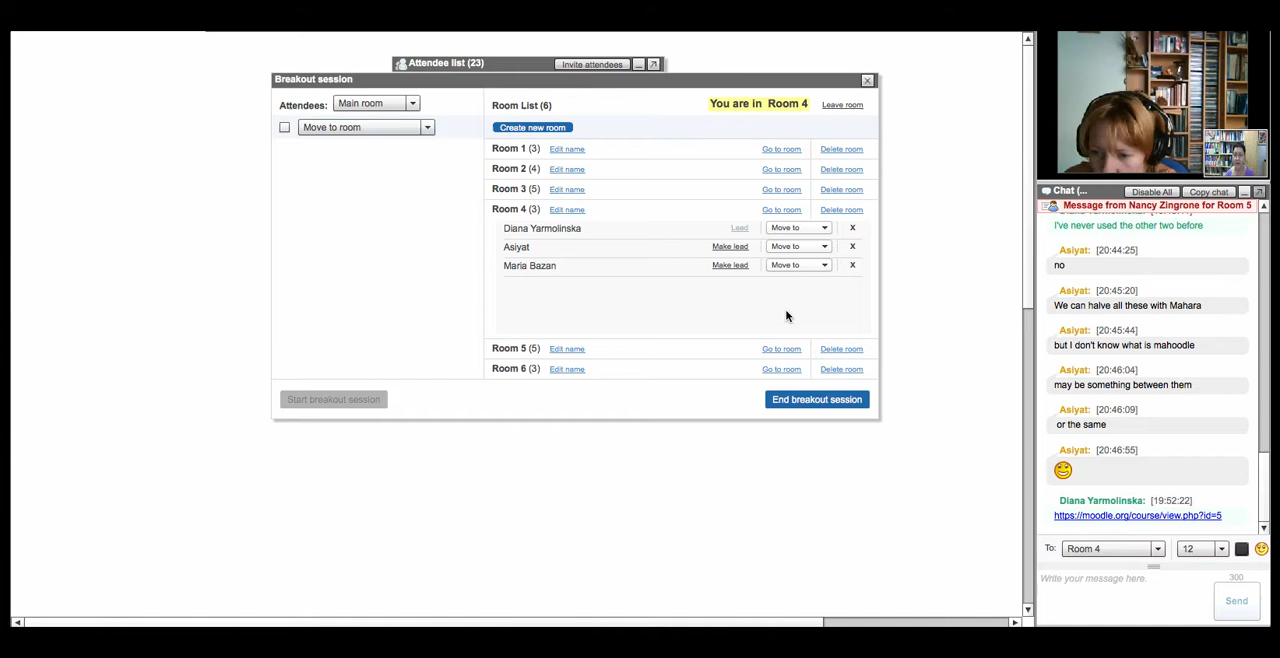 Attendee list (23) Invite attendees
Breakout session
Attendees: Main room
Move to room
Room List (6) You are in Room 4 Leave room
Create new room
Room 1 (3) Edit name Go to room Delete room
Room 2 (4) Edit name Go to room Delete room
Room 3 (5) Edit name Go to room Delete room
Room 4 (3) Edit name Go to room Delete room
Diana Yarmolinska Lead Move to X
Asiyat Make lead Move to X
Maria Bazan Make lead Move to X
Room 5 (5) Edit name Go to room Delete room
Room 6 (3) Edit name Go to room Delete room
Start breakout session End breakout session
Chat (... Disable All Copy chat
Message from Nancy Zingrone for Room 5
I've never used the other two before
Asiyat: [20:44:25]
no
Asiyat: [20:45:20]
We can halve all these with Mahara
Asiyat: [20:45:44]
but I don't know what is mahoodle
Asiyat: [20:46:04]
may be something between them
Asiyat: [20:46:09]
or the same
Asiyat: [20:46:55]
Diana Yarmolinska: [19:52:22]
https://moodle.org/course/view.php?id=5
To: Room 4 12
Write your message here. 300
Send